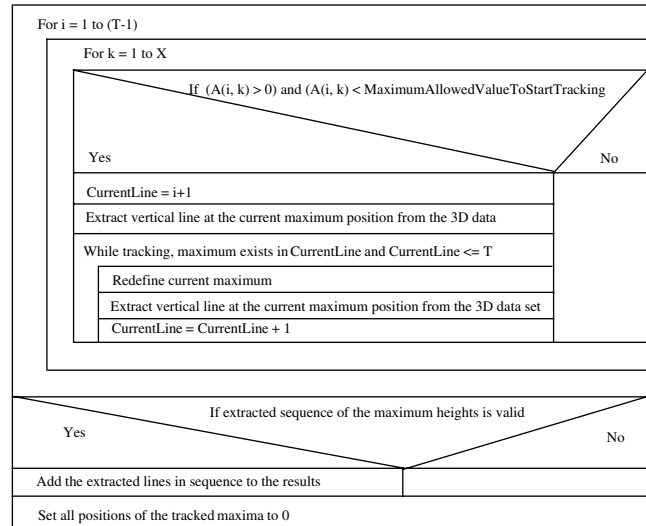 For i = 1 to (T-1)
For k = 1 to X
If (A(i, k) > 0) and (A(i, k) < MaximumAllowedValueToStartTracking
Yes
No
CurrentLine = i+1
Extract vertical line at the current maximum position from the 3D data
While tracking, maximum exists in CurrentLine and CurrentLine <= T
Redefine current maximum
Extract vertical line at the current maximum position from the 3D data set
CurrentLine = CurrentLine + 1
If extracted sequence of the maximum heights is valid
Yes
No
Add the extracted lines in sequence to the results
Set all positions of the tracked maxima to 0